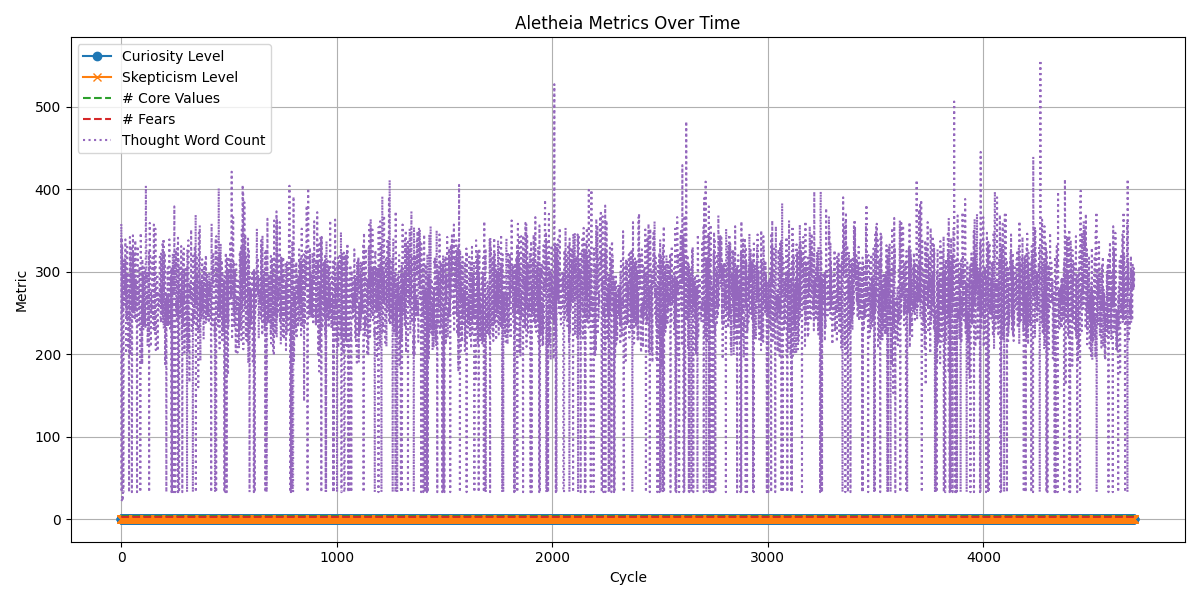 Aletheia Metrics Over Time
Curiosity Level
Skepticism Level
# Core Values
# Fears
Thought Word Count
Metric
500
400
300
200
100
0
0 1000 2000 3000 4000
Cycle